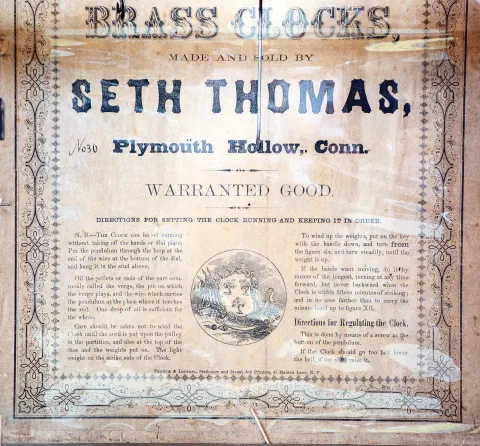 BRASS CLOCKS,
MADE AND SOLD BY
SETH THOMAS,
No 36
Plymouth Hollow, Conn.
WARRANTED GOOD.
DIRECTIONS FOR SETTING THE CLOCK RUNNING AND KEEPING IT IN ORDER.
N. B.—THE CLOCK can be set running
without taking off the hands or dial plate.
Put the pendulum through the loop at the
end of the wire at the bottom of the dial,
and hang it in the stud above.
Oil the pallets or ends of the part com-
monly called the verge, the pin on which
the verge plays, and the wire which carries
the pendulum at the place where it touches
the rod. One drop of oil is sufficient for
the whole.
Care should be taken not to wind the
Clock until the cord is put upon the pulley
in the partition, and also at the top of the
case and the weights put on. The light
weight on the strike side of the Clock.
To wind up the weights, put on the key
with the handle down, and turn from
the figure six, and turn steadily, until the
weight is up.
If the hands want moving, do it by
means of the longest, turning at any time
forward, but never backward when the
Clock is within fifteen minutes of striking;
and in no case farther than to carry the
minute hand up to figure XII.
Directions for Regulating the Clock.
This is done by means of a screw at the
bottom of the pendulum.
If the Clock should go too fast lower
the ball, if too slow raise it.
FRANCIS & LOUTREL, Stationers and Steam Job Printers, 45 Maiden Lane, N. Y.